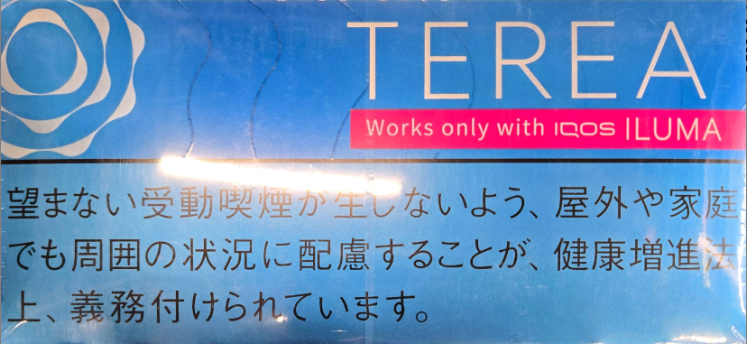 TEREA
Works only with IQOS ILUMA
望まない受動喫煙が生じないよう、屋外や家庭
でも周囲の状況に配慮することが、健康増進法
上、義務付けられています。